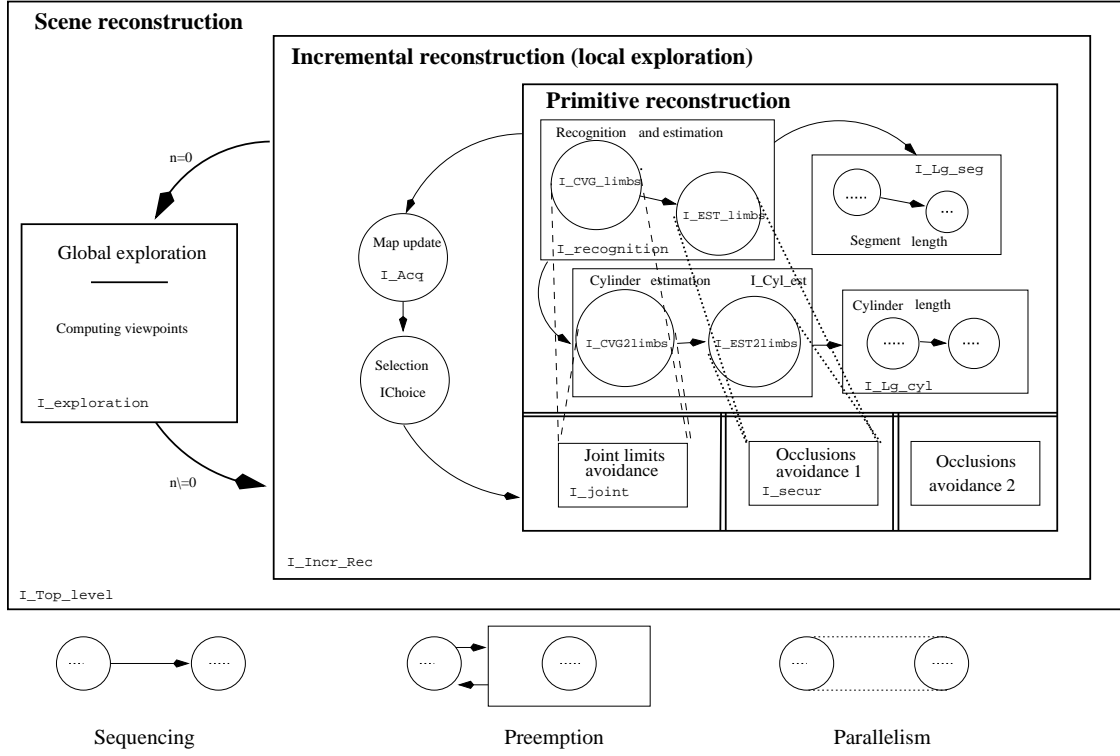 Scene reconstruction
Incremental reconstruction (local exploration)
Primitive reconstruction
Recognition and estimation
I_CVG_limbs
I_EST_limbs
I_recognition
I_Lg_seg
.....
...
Segment length
n=0
Global exploration
Computing viewpoints
I_exploration
n\=0
Map update
I_Acq
Selection
IChoice
Cylinder estimation
I_Cyl_est
I_CVG2limbs
I_EST2limbs
Cylinder length
.....
....
I_Lg_cyl
Joint limits
avoidance
I_joint
Occlusions
avoidance 1
I_secur
Occlusions
avoidance 2
I_Incr_Rec
I_Top_level
....
.....
....
.....
....
.....
Sequencing
Preemption
Parallelism